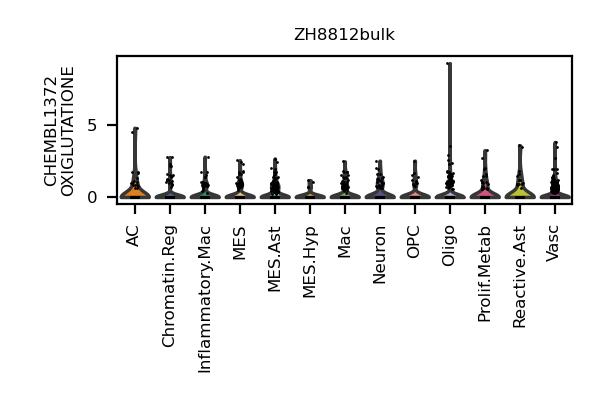 ZH8812bulk
CHEMBL1372
OXIGLUTATIONE
5
0
AC
Chromatin.Reg
Inflammatory.Mac
MES
MES.Ast
MES.Hyp
Mac
Neuron
OPC
Oligo
Prolif.Metab
Reactive.Ast
Vasc